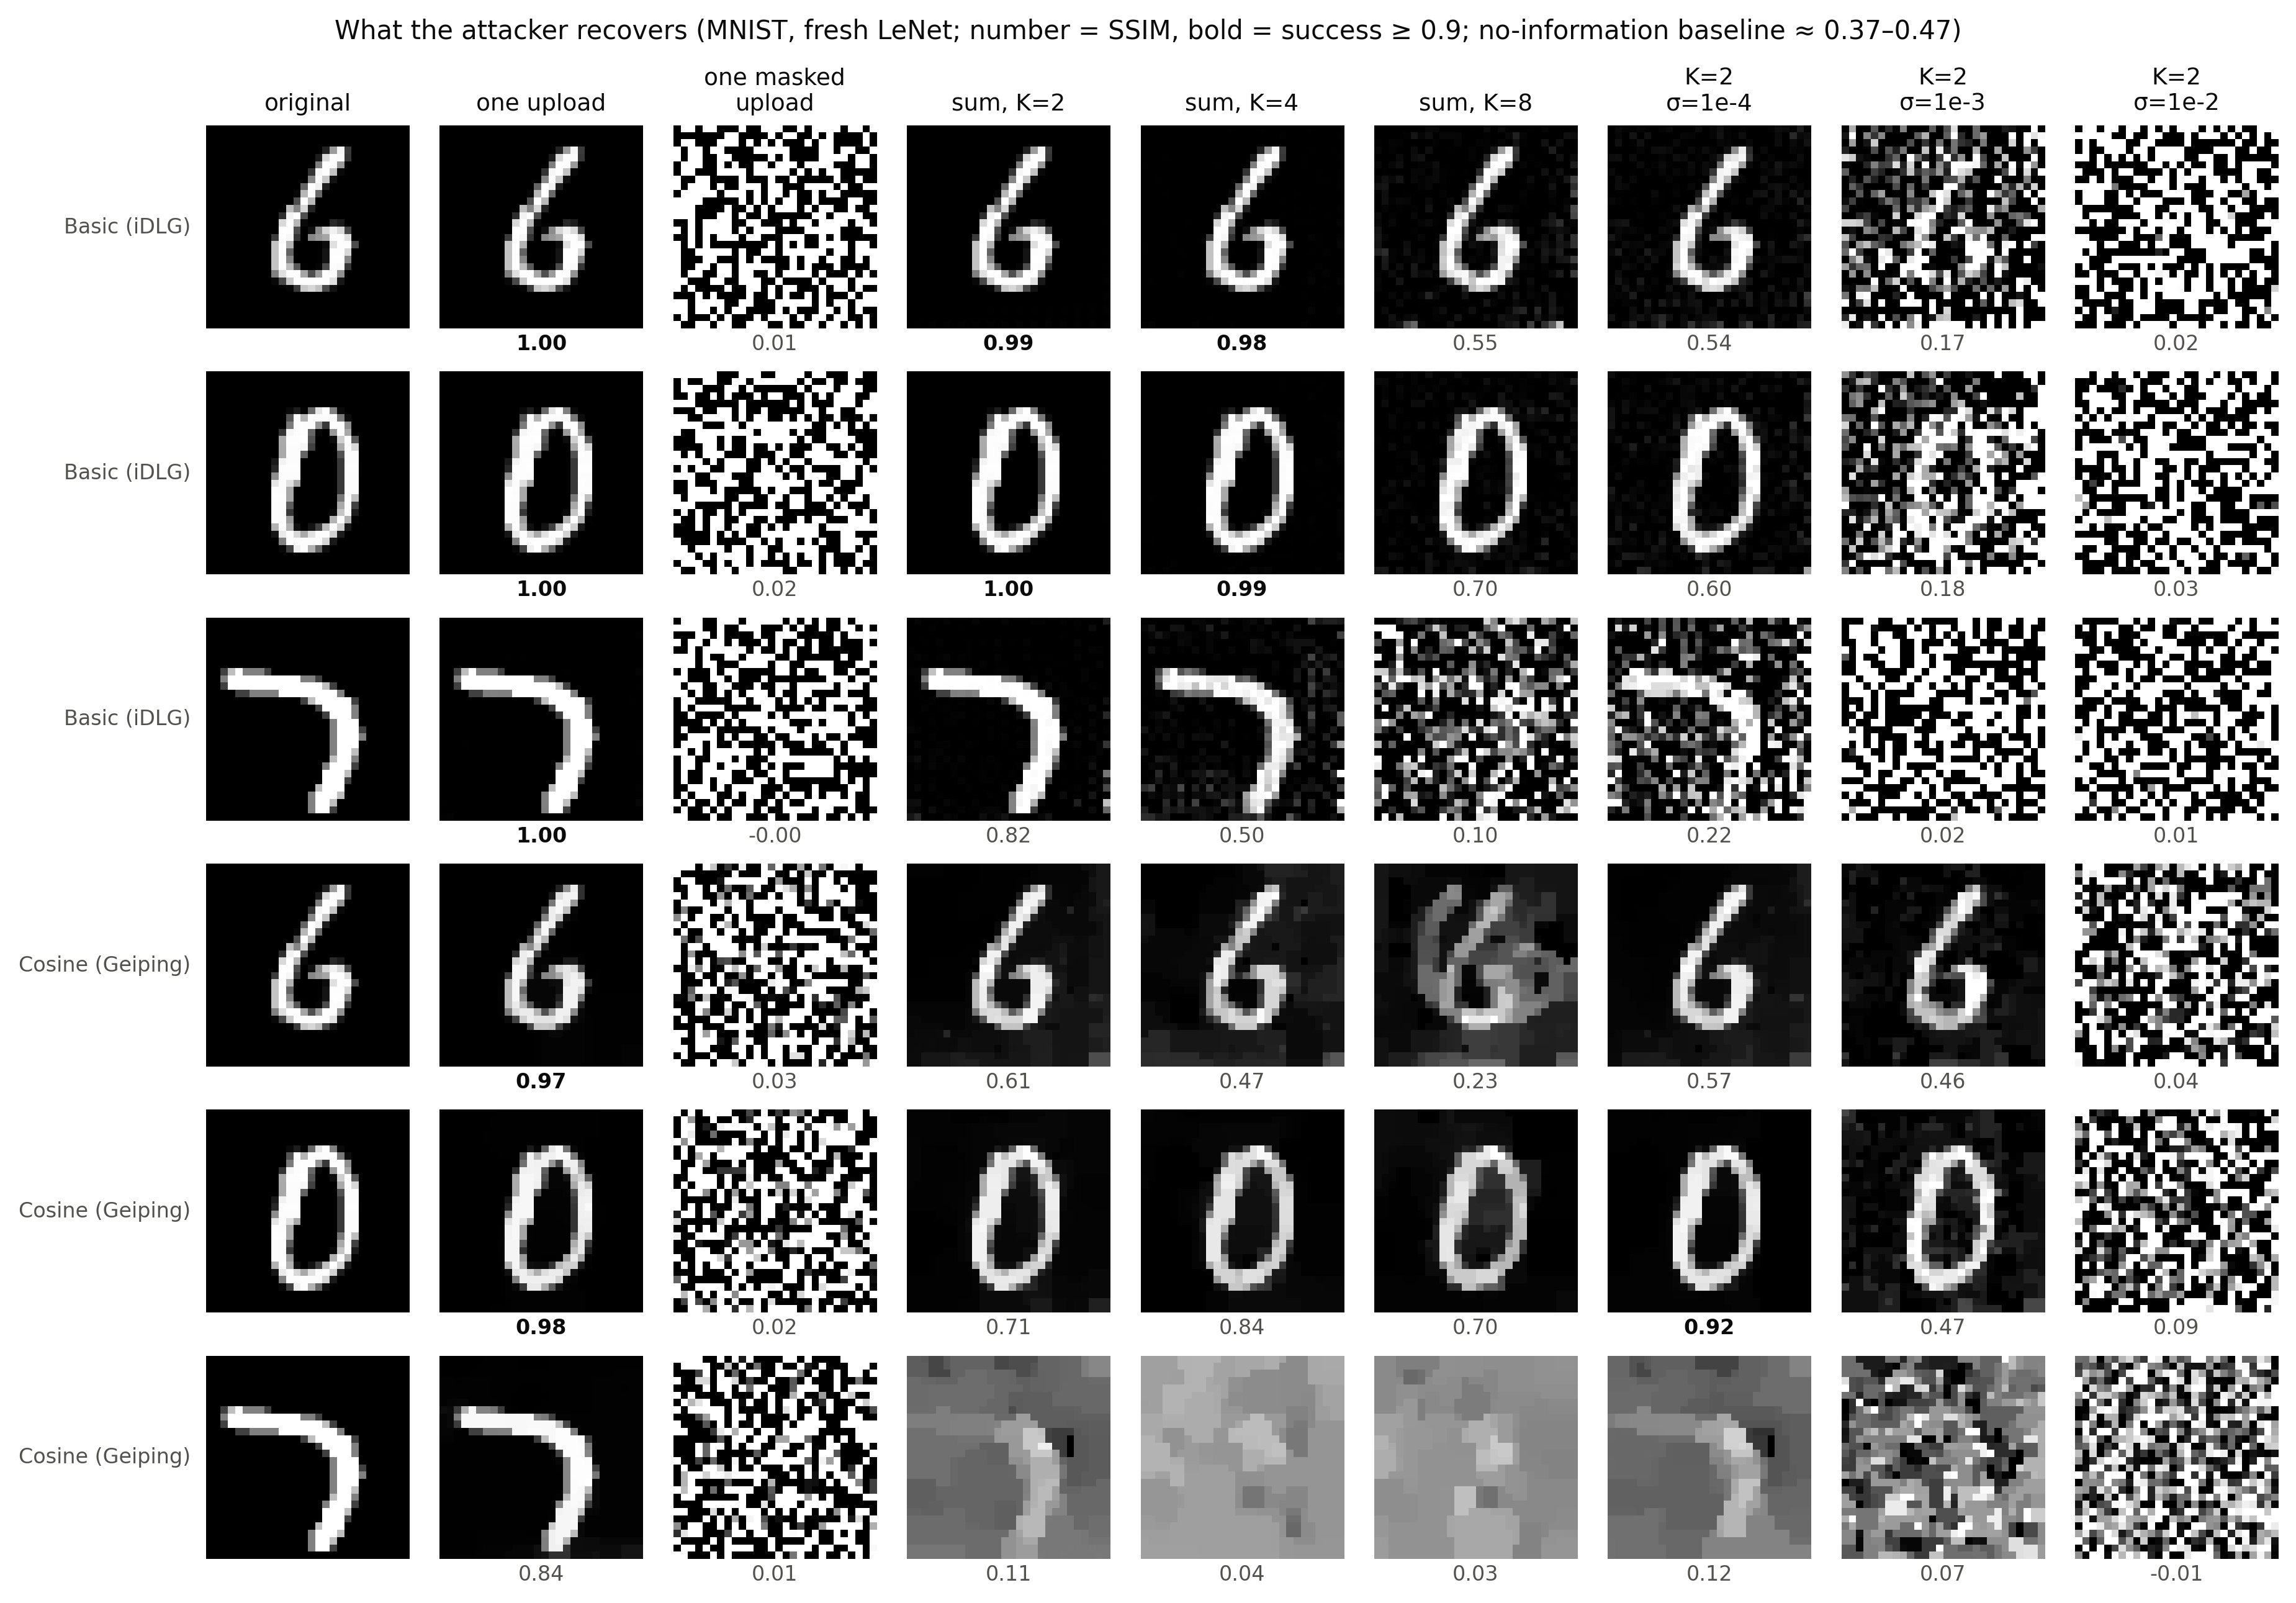 What the attacker recovers (MNIST, fresh LeNet; number = SSIM, bold = success ≥ 0.9; no-information baseline ≈ 0.37–0.47)
original
one upload
one masked
upload
sum, K=2
sum, K=4
sum, K=8
K=2
σ=1e-4
K=2
σ=1e-3
K=2
σ=1e-2
Basic (iDLG)
1.00 0.01 0.99 0.98 0.55 0.54 0.17 0.02
Basic (iDLG)
1.00 0.02 1.00 0.99 0.70 0.60 0.18 0.03
Basic (iDLG)
1.00 -0.00 0.82 0.50 0.10 0.22 0.02 0.01
Cosine (Geiping)
0.97 0.03 0.61 0.47 0.23 0.57 0.46 0.04
Cosine (Geiping)
0.98 0.02 0.71 0.84 0.70 0.92 0.47 0.09
Cosine (Geiping)
0.84 0.01 0.11 0.04 0.03 0.12 0.07 -0.01